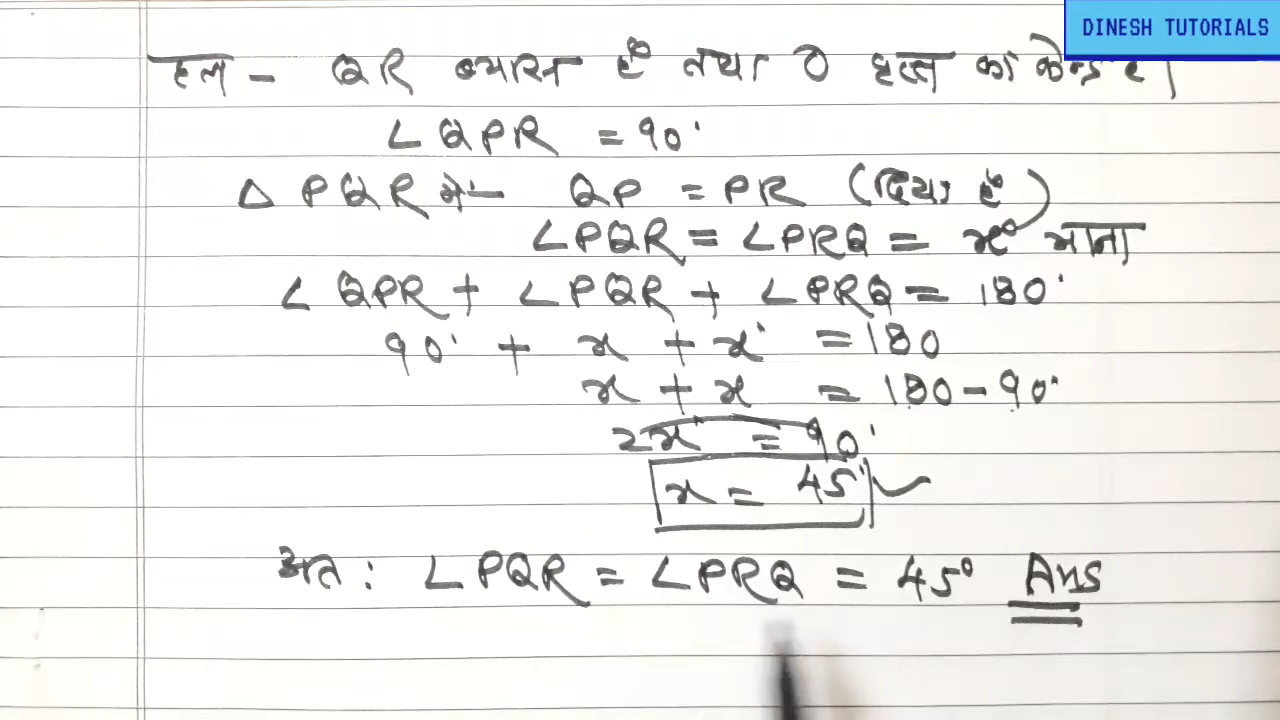 DINESH TUTORIALS
हल - QR ब्यास है तथा O वृत्त का केन्द्र है।
∠QPR = 90°
Δ PQR में - QP = PR (दिया है)
∠PQR = ∠PRQ = x° माना
∠QPR + ∠PQR + ∠PRQ = 180°
90° + x + x° = 180
x + x = 180 - 90°
2x = 90°
x = 45°
अत: ∠PQR = ∠PRQ = 45° Ans